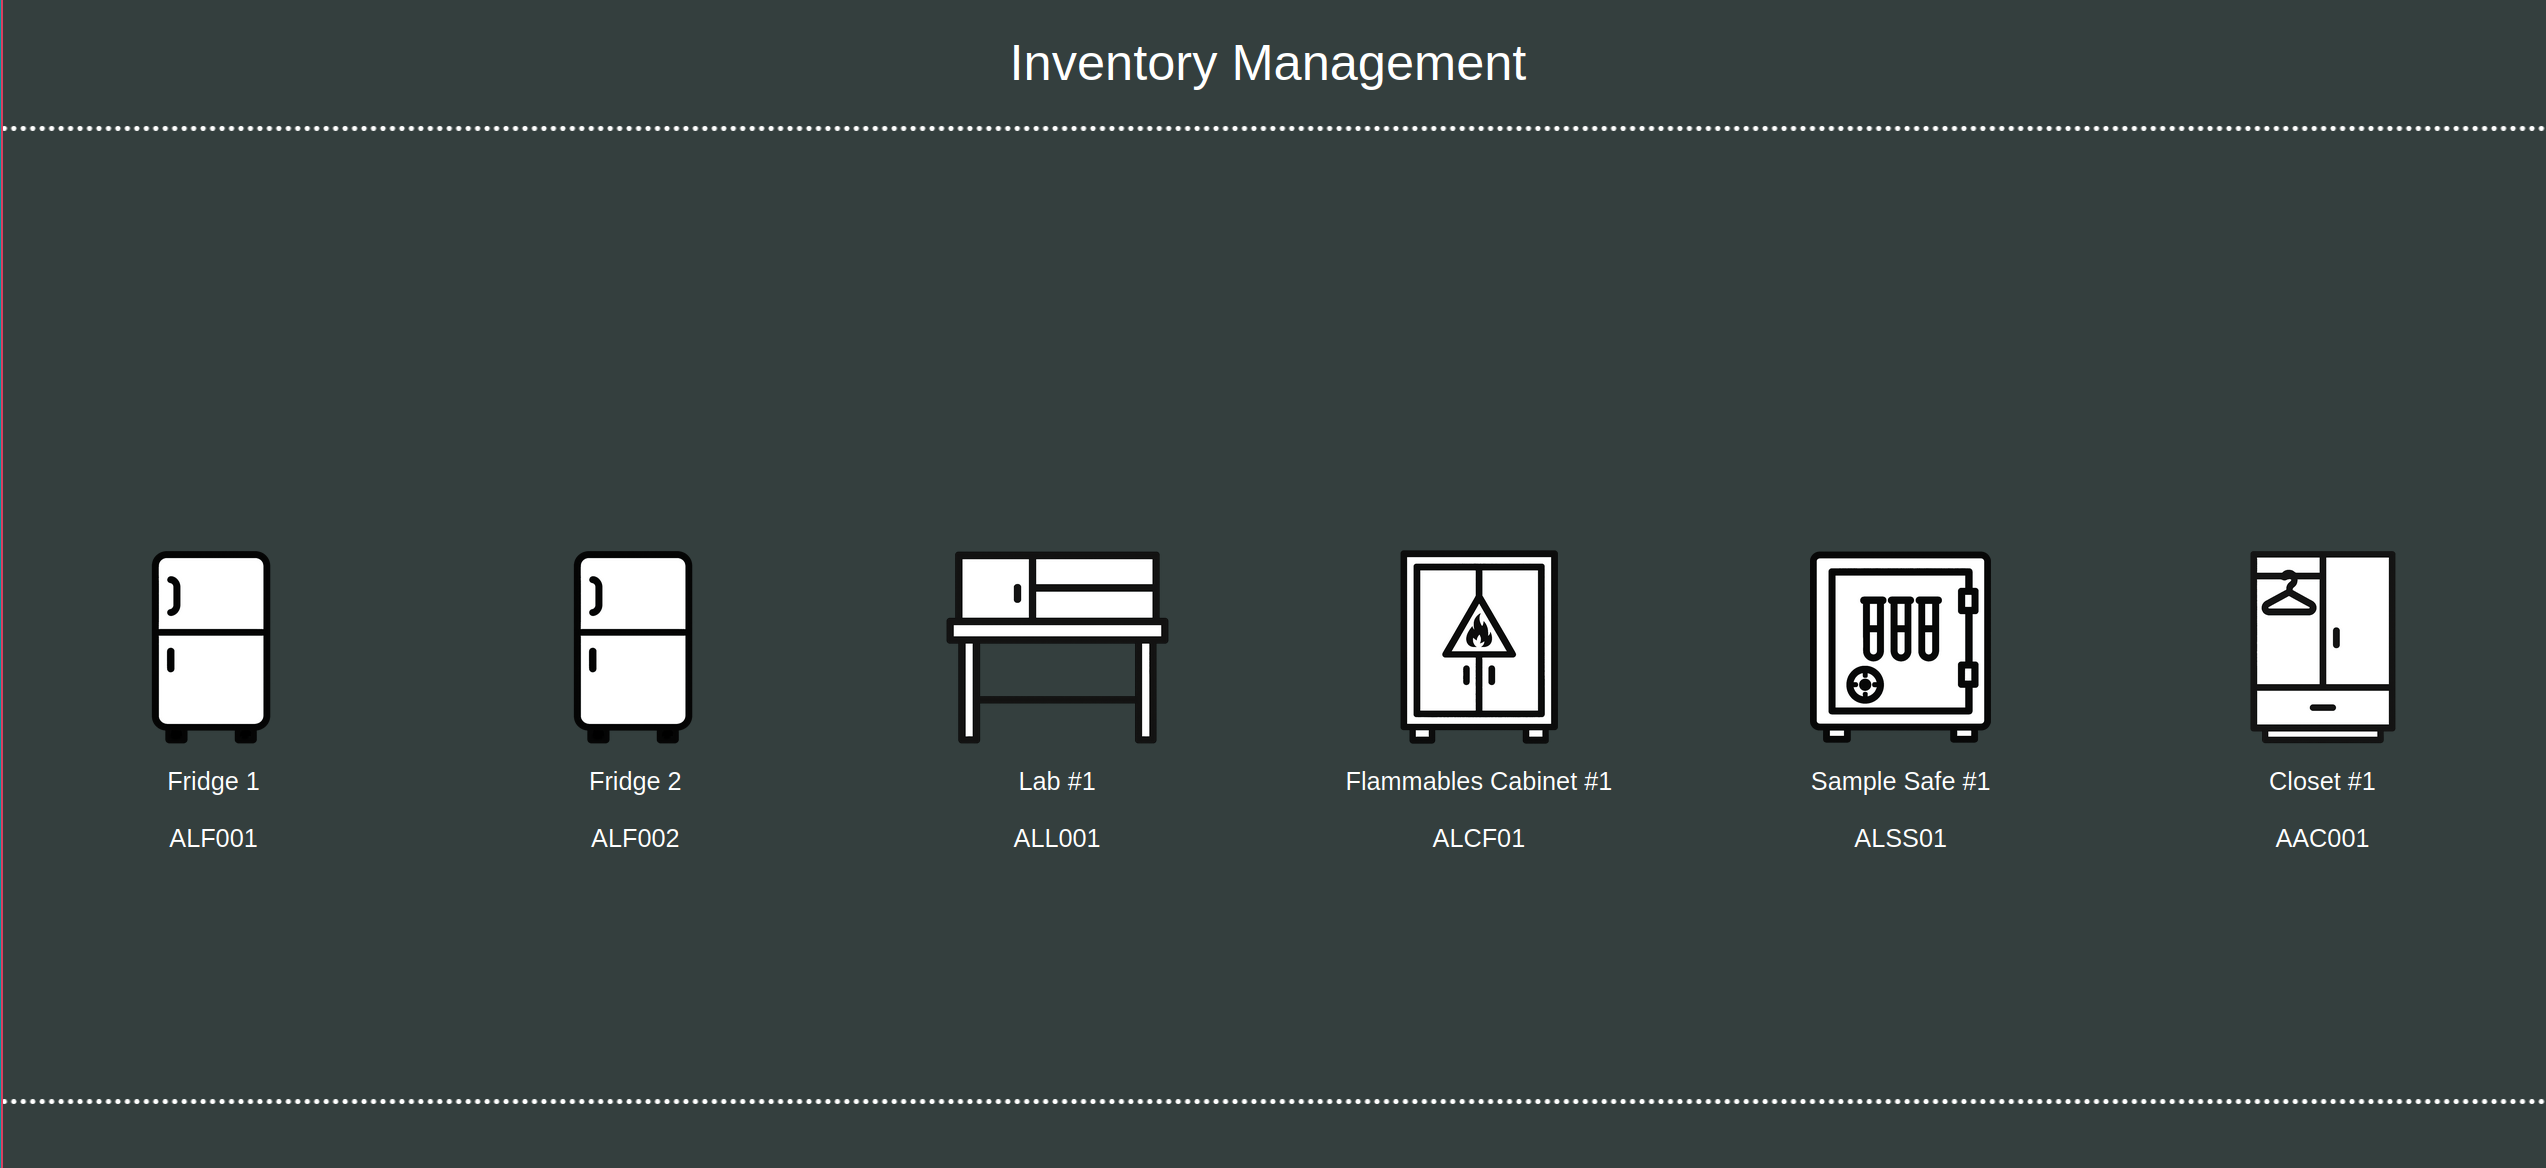 Inventory Management
Fridge 1
ALF001
Fridge 2
ALF002
Lab #1
ALL001
Flammables Cabinet #1
ALCF01
Sample Safe #1
ALSS01
Closet #1
AAC001